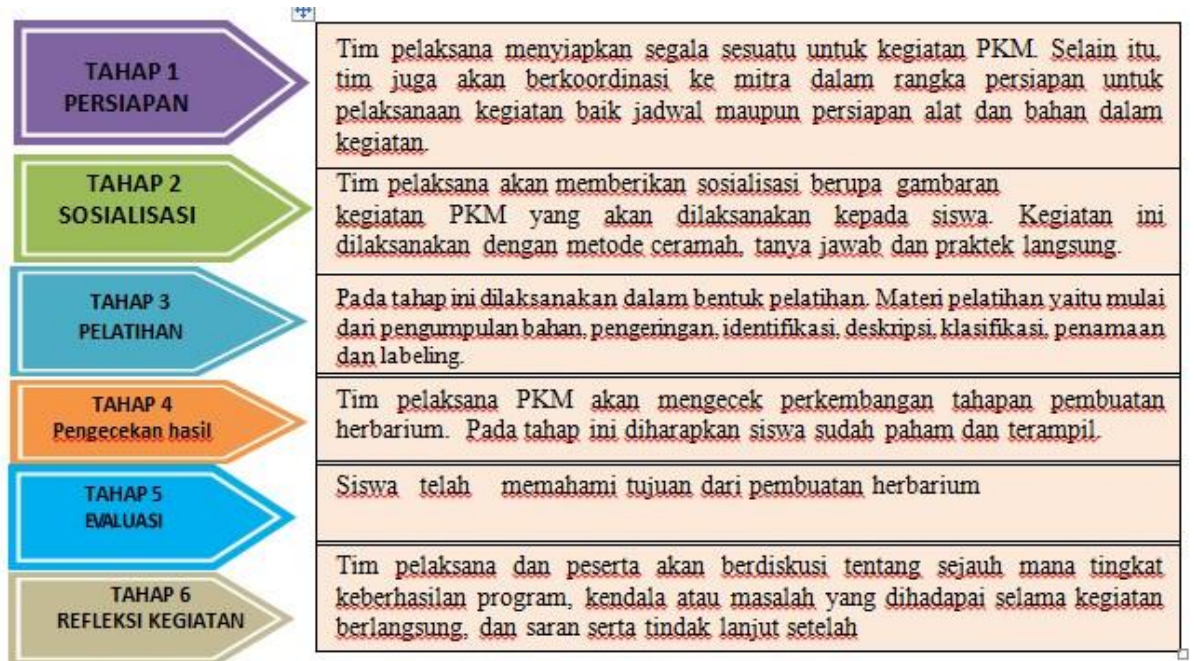 TAHAP 1
PERSIAPAN
Tim pelaksana menyiapkan segala sesuatu untuk kegiatan PKM. Selain itu,
tim juga akan berkoordinasi ke mitra dalam rangka persiapan untuk
pelaksanaan kegiatan baik jadwal maupun persiapan alat dan bahan dalam
kegiatan.
TAHAP 2
SOSIALISASI
Tim pelaksana akan memberikan sosialisasi berupa gambaran
kegiatan PKM yang akan dilaksanakan kepada siswa. Kegiatan ini
dilaksanakan dengan metode ceramah, tanya jawab dan praktek langsung.
TAHAP 3
PELATIHAN
Pada tahap ini dilaksanakan dalam bentuk pelatihan. Materi pelatihan yaitu mulai
dari pengumpulan bahan, pengeringan, identifikasi, deskripsi, klasifikasi, penamaan
dan labeling.
TAHAP 4
Pengecekan hasil
Tim pelaksana PKM akan mengecek perkembangan tahapan pembuatan
herbarium. Pada tahap ini diharapkan siswa sudah paham dan terampil.
TAHAP 5
EVALUASI
Siswa telah memahami tujuan dari pembuatan herbarium
TAHAP 6
REFLEKSI KEGIATAN
Tim pelaksana dan peserta akan berdiskusi tentang sejauh mana tingkat
keberhasilan program, kendala atau masalah yang dihadapai selama kegiatan
berlangsung, dan saran serta tindak lanjut setelah